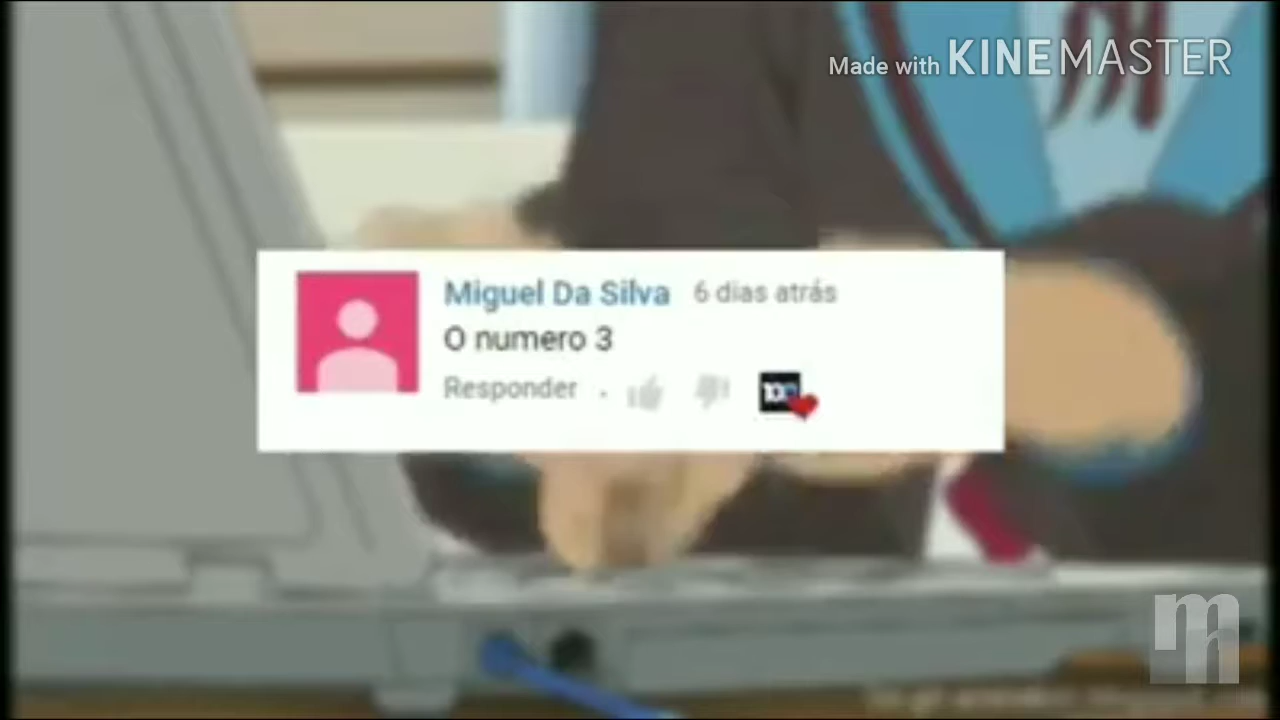 Made with KINEMASTER
Miguel Da Silva 6 dias atrás
O numero 3
Responder .